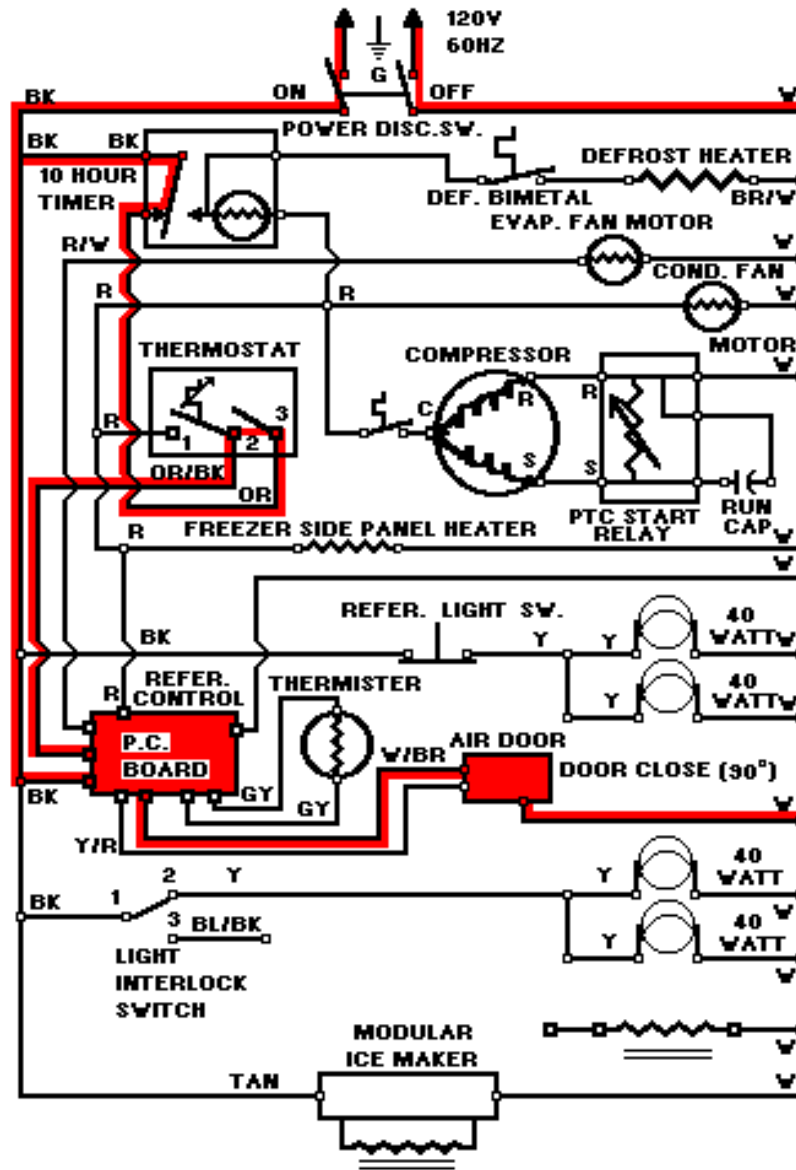 120V
60HZ
G
BK
ON
OFF
W
POWER DISC.SW.
BK
BK
10 HOUR
TIMER
DEFROST HEATER
DEF. BIMETAL
BR/W
EVAP. FAN MOTOR
W
R/W
COND. FAN
R
R
W
MOTOR
THERMOSTAT
COMPRESSOR
W
3
R
R
C
R
1
2
OR/BK
S
S
OR
RUN
CAP
PTC START
RELAY
R
FREEZER SIDE PANEL HEATER
W
W
REFER. LIGHT SW.
BK
Y
Y
40
WATT W
REFER.
CONTROL
THERMISTER
R
Y
40
WATT W
P.C.
BOARD
W/BR
AIR DOOR
DOOR CLOSE (90°)
BK
GY
GY
W
Y/R
2
Y
Y
40
WATT
BK
1
W
3
BL/BK
Y
40
WATT
LIGHT
INTERLOCK
SWITCH
W
MODULAR
ICE MAKER
W
TAN
W